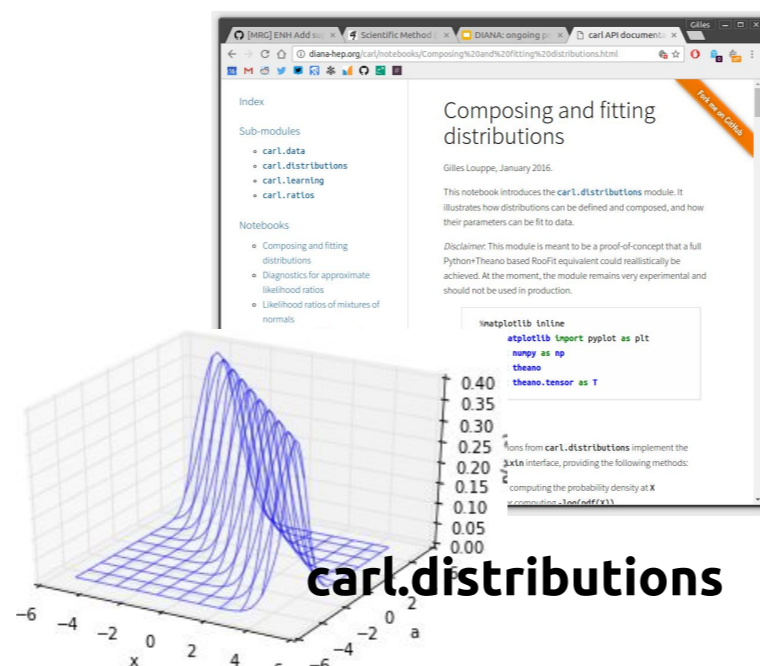 Gilles
[MRG] ENH Add su
Scientific Method
DIANA: ongoing p
carl API documenta
diana-hep.org/carl/notebooks/Composing%20and%20fitting%20distributions.html
Fork me on GitHub
Index
Sub-modules
carl.data
carl.distributions
carl.learning
carl.ratios
Notebooks
Composing and fitting
distributions
Diagnostics for approximate
likelihood ratios
Likelihood ratios of mixtures of
normals
Composing and fitting
distributions
Gilles Louppe, January 2016.
This notebook introduces the carl.distributions module. It
illustrates how distributions can be defined and composed, and how
their parameters can be fit to data.
Disclaimer: This module is meant to be a proof-of-concept that a full
Python+Theano based RooFit equivalent could reallistically be
achieved. At the moment, the module remains very experimental and
should not be used in production.
%matplotlib inline
atplotlib import pyplot as plt
numpy as np
theano
theano.tensor as T
ions from carl.distributions implement the
ixin interface, providing the following methods:
computing the probability density at X
computing -log(pdf(X))
0.40
0.35
0.30
0.25
0.20
0.15
0.10
0.05
0.00
−6 −4 −2 0 2 4
x
−6 −4 −2 0 2
a
carl.distributions